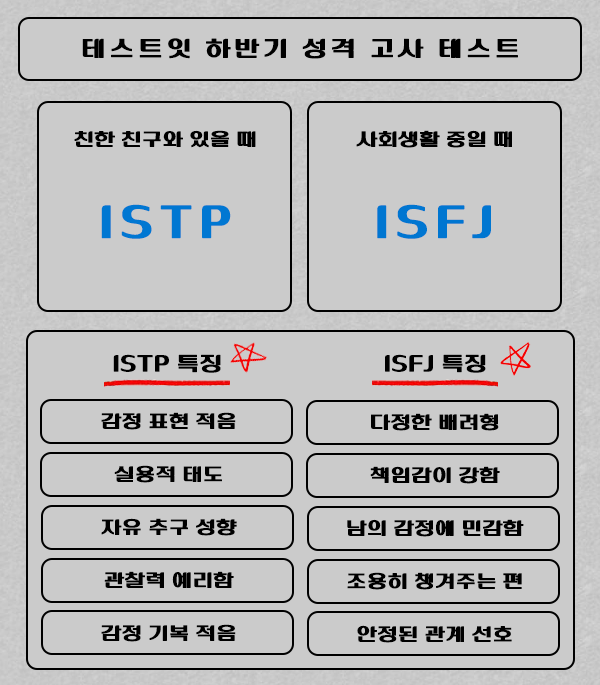 테스트잇 하반기 성격 고사 테스트
친한 친구와 있을 때
ISTP
사회생활 중일 때
ISFJ
ISTP 특징
감정 표현 적음
실용적 태도
자유 추구 성향
관찰력 예리함
감정 기복 적음
ISFJ 특징
다정한 배려형
책임감이 강함
남의 감정에 민감함
조용히 챙겨주는 편
안정된 관계 선호